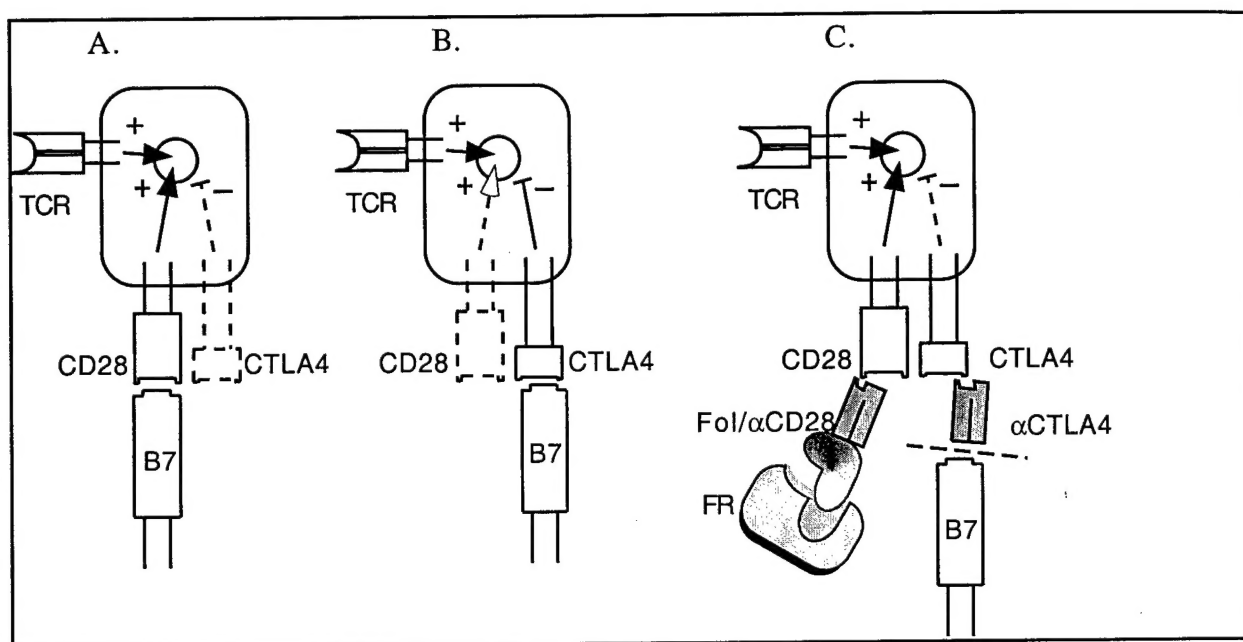 A.
+
+
−
TCR
CD28
CTLA4
B7
B.
+
+
−
TCR
CD28
CTLA4
B7
C.
+
+
−
TCR
CD28
CTLA4
Fol/αCD28
αCTLA4
FR
B7